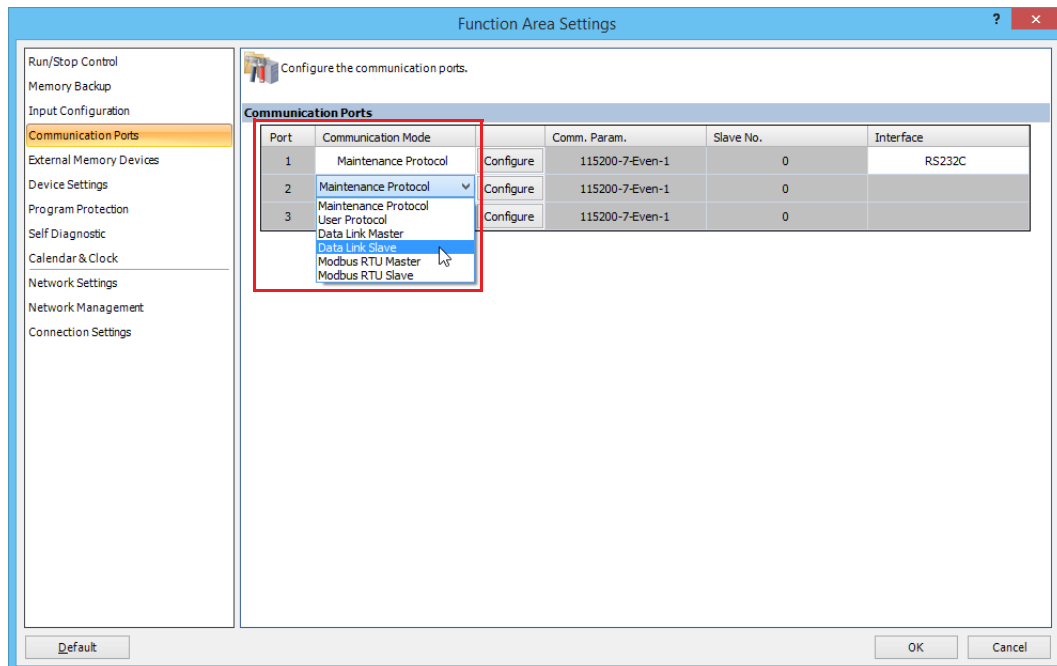 Function Area Settings
?
×
Run/Stop Control
Memory Backup
Input Configuration
Communication Ports
External Memory Devices
Device Settings
Program Protection
Self Diagnostic
Calendar & Clock
Network Settings
Network Management
Connection Settings
Configure the communication ports.
Communication Ports
Port Communication Mode Comm. Param. Slave No. Interface
1 Maintenance Protocol Configure 115200-7-Even-1 0 RS232C
2 Maintenance Protocol Configure 115200-7-Even-1 0
3 Configure 115200-7-Even-1 0
Maintenance Protocol
User Protocol
Data Link Master
Data Link Slave
Modbus RTU Master
Modbus RTU Slave
Default OK Cancel